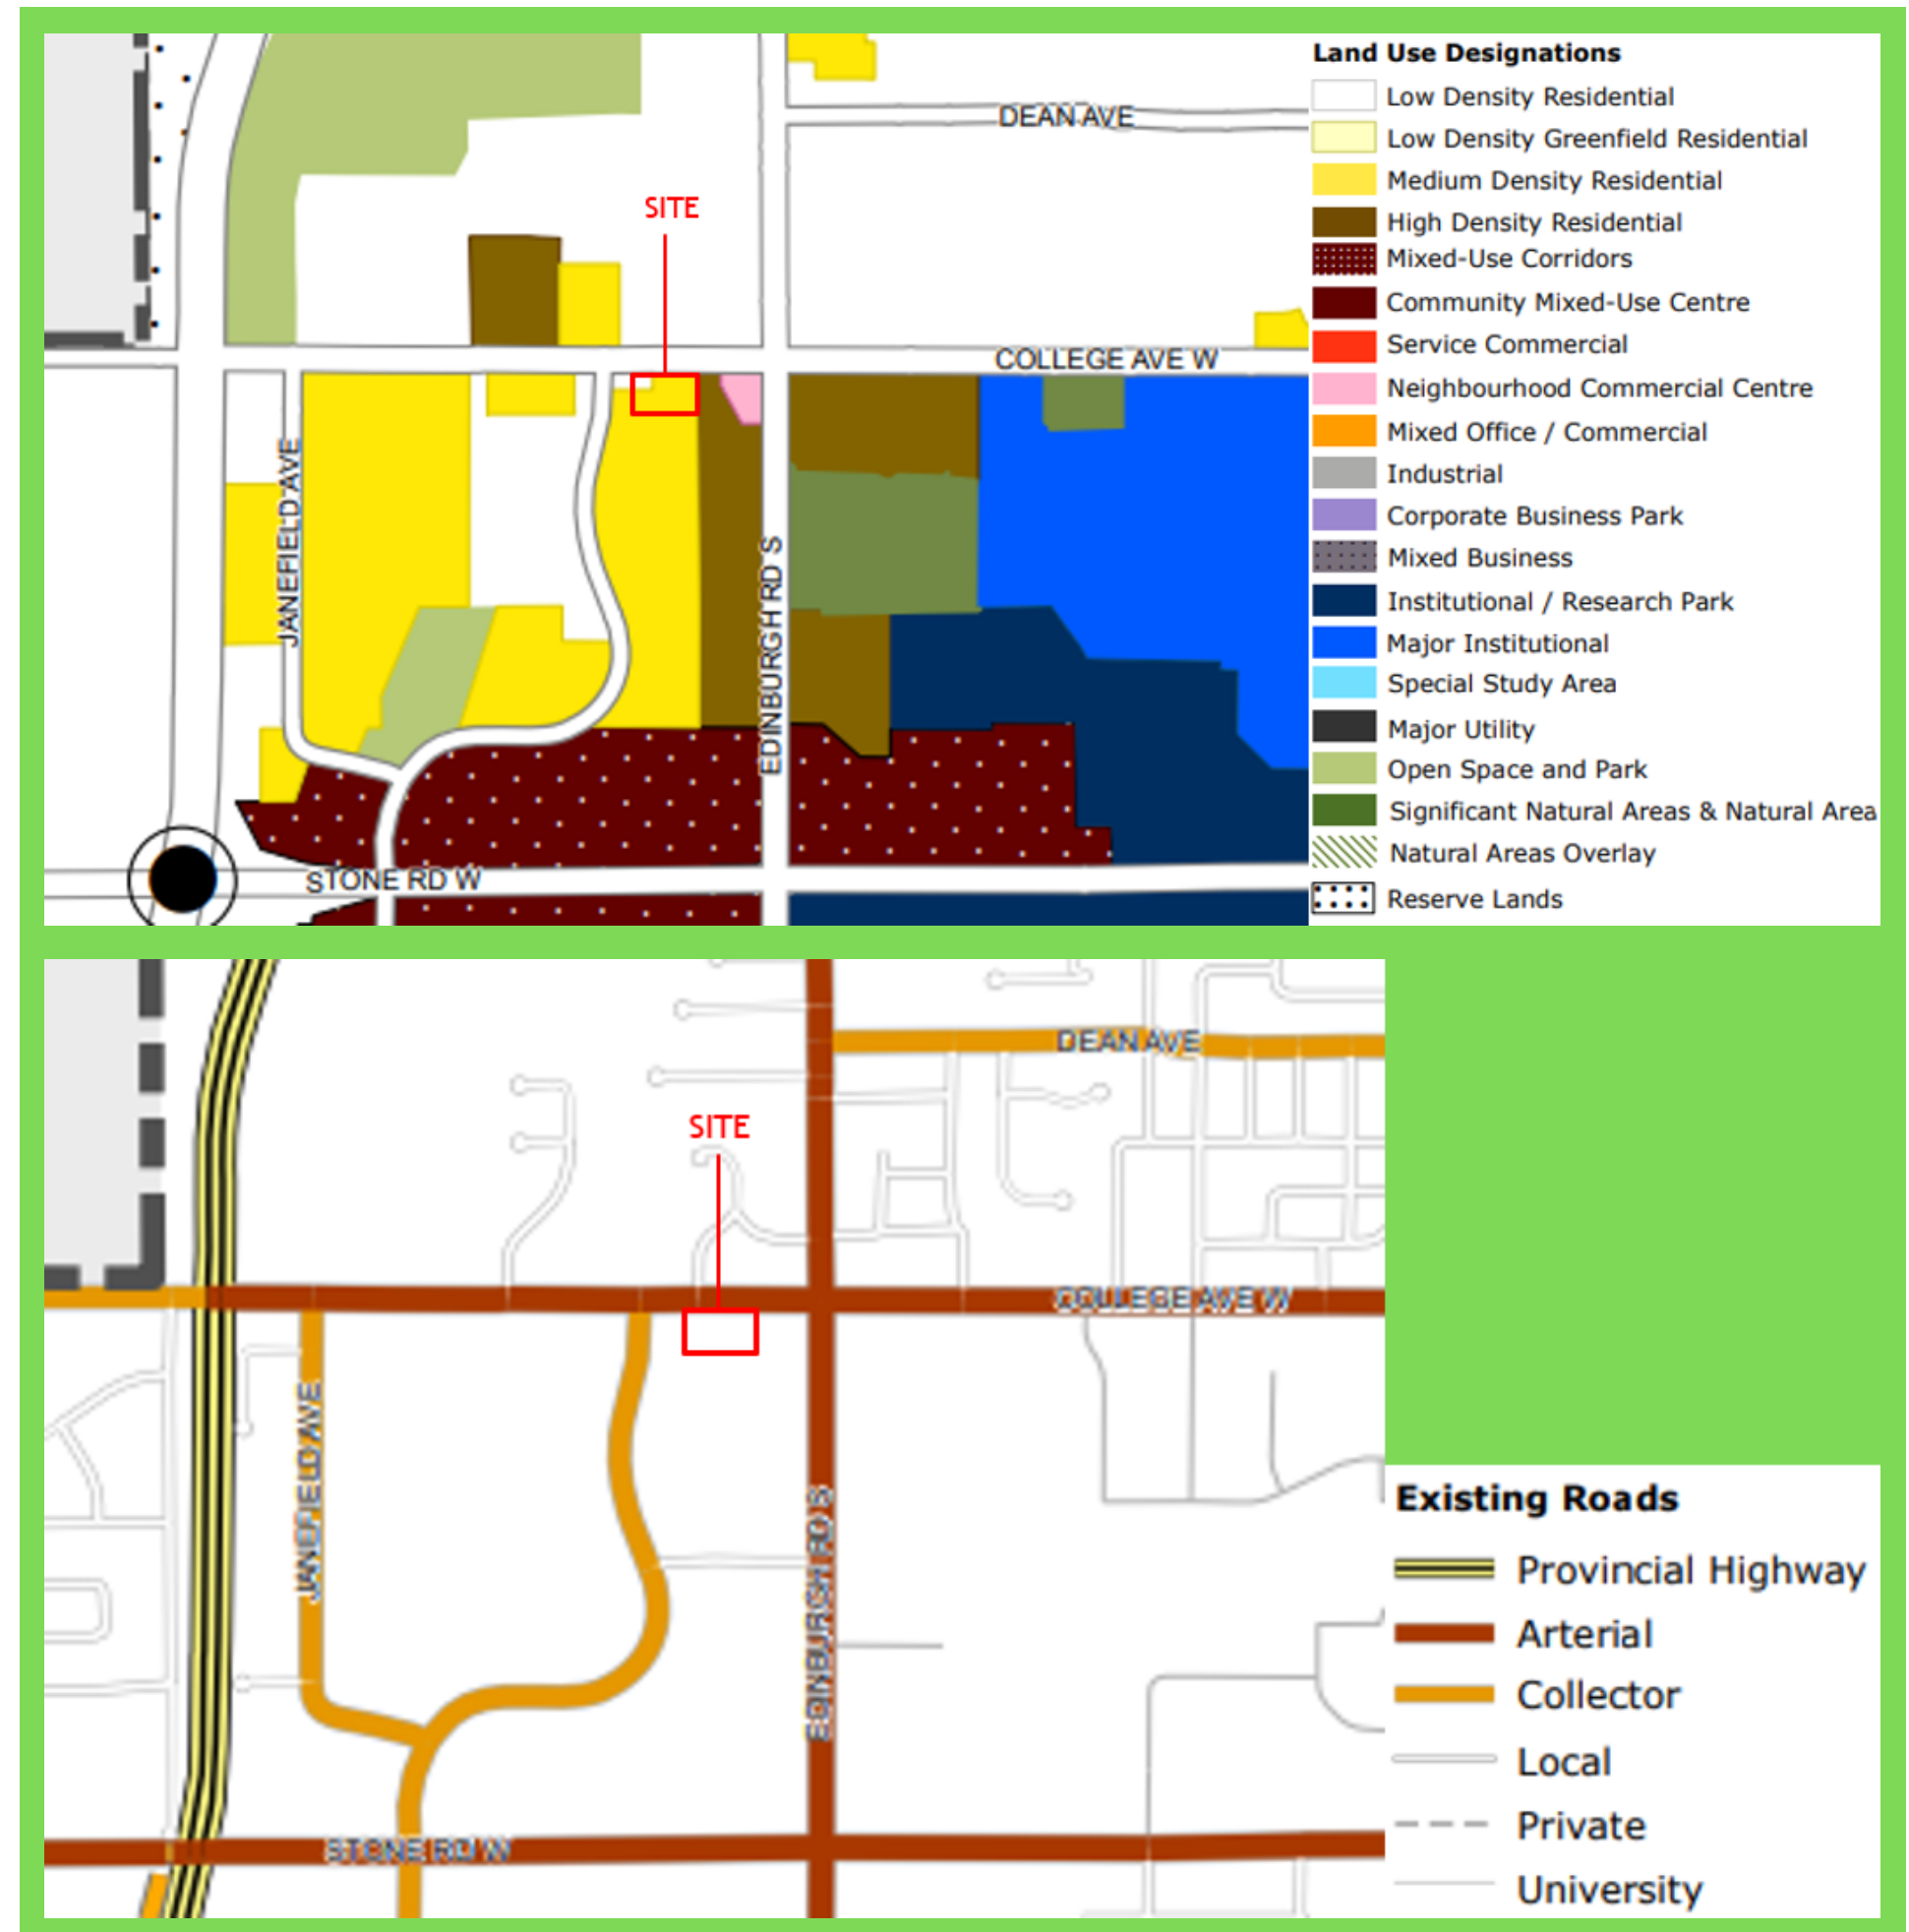 Land Use Designations
Low Density Residential
Low Density Greenfield Residential
Medium Density Residential
High Density Residential
Mixed-Use Corridors
Community Mixed-Use Centre
Service Commercial
Neighbourhood Commercial Centre
Mixed Office / Commercial
Industrial
Corporate Business Park
Mixed Business
Institutional / Research Park
Major Institutional
Special Study Area
Major Utility
Open Space and Park
Significant Natural Areas & Natural Area
Natural Areas Overlay
Reserve Lands
DEAN AVE
SITE
COLLEGE AVE W
JANEFIELD AVE
EDINBURGH RD S
STONE RD W
DEAN AVE
SITE
COLLEGE AVE W
JANEFIELD AVE
EDINBURGH RD S
STONE RD W
Existing Roads
Provincial Highway
Arterial
Collector
Local
Private
University